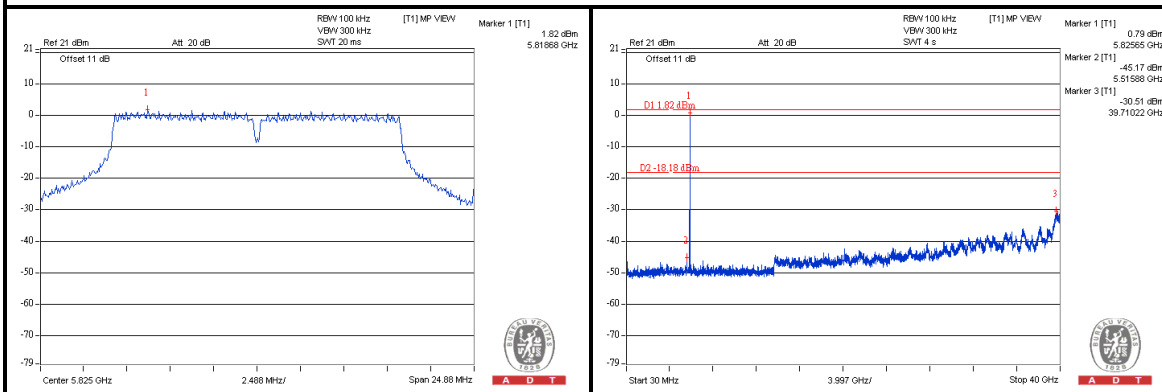 RBW 100 kHz [T1] MP VIEW
VBW 300 kHz
Ref 21 dBm Att 20 dB SWT 20 ms
Marker 1 [T1]
1.82 dBm
5.81868 GHz
Offset 11 dB
21
10
0
-10
-20
-30
-40
-50
-60
-70
-79
1
Center 5.825 GHz 2.488 MHz/ Span 24.88 MHz
BUREAU VERITAS
1828
A D T
RBW 100 kHz [T1] MP VIEW
VBW 300 kHz
Ref 21 dBm Att 20 dB SWT 4 s
Marker 1 [T1]
0.79 dBm
5.82565 GHz
Marker 2 [T1]
-45.17 dBm
5.51588 GHz
Marker 3 [T1]
-30.51 dBm
39.71022 GHz
Offset 11 dB
21
10
0
-10
-20
-30
-40
-50
-60
-70
-79
1
D1 1.82 dBm
D2 -18.18 dBm
2
3
Start 30 MHz 3.997 GHz/ Stop 40 GHz
BUREAU VERITAS
1828
A D T